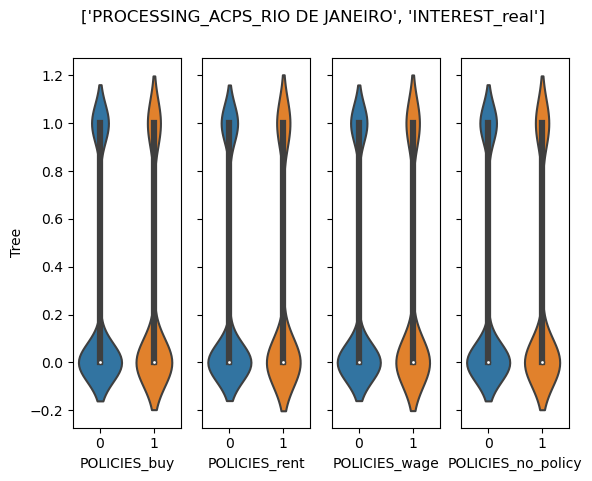 ['PROCESSING_ACPS_RIO DE JANEIRO', 'INTEREST_real']
Tree
1.2
1.0
0.8
0.6
0.4
0.2
0.0
−0.2
0 1 0 1 0 1 0 1
POLICIES_buy POLICIES_rent POLICIES_wage POLICIES_no_policy